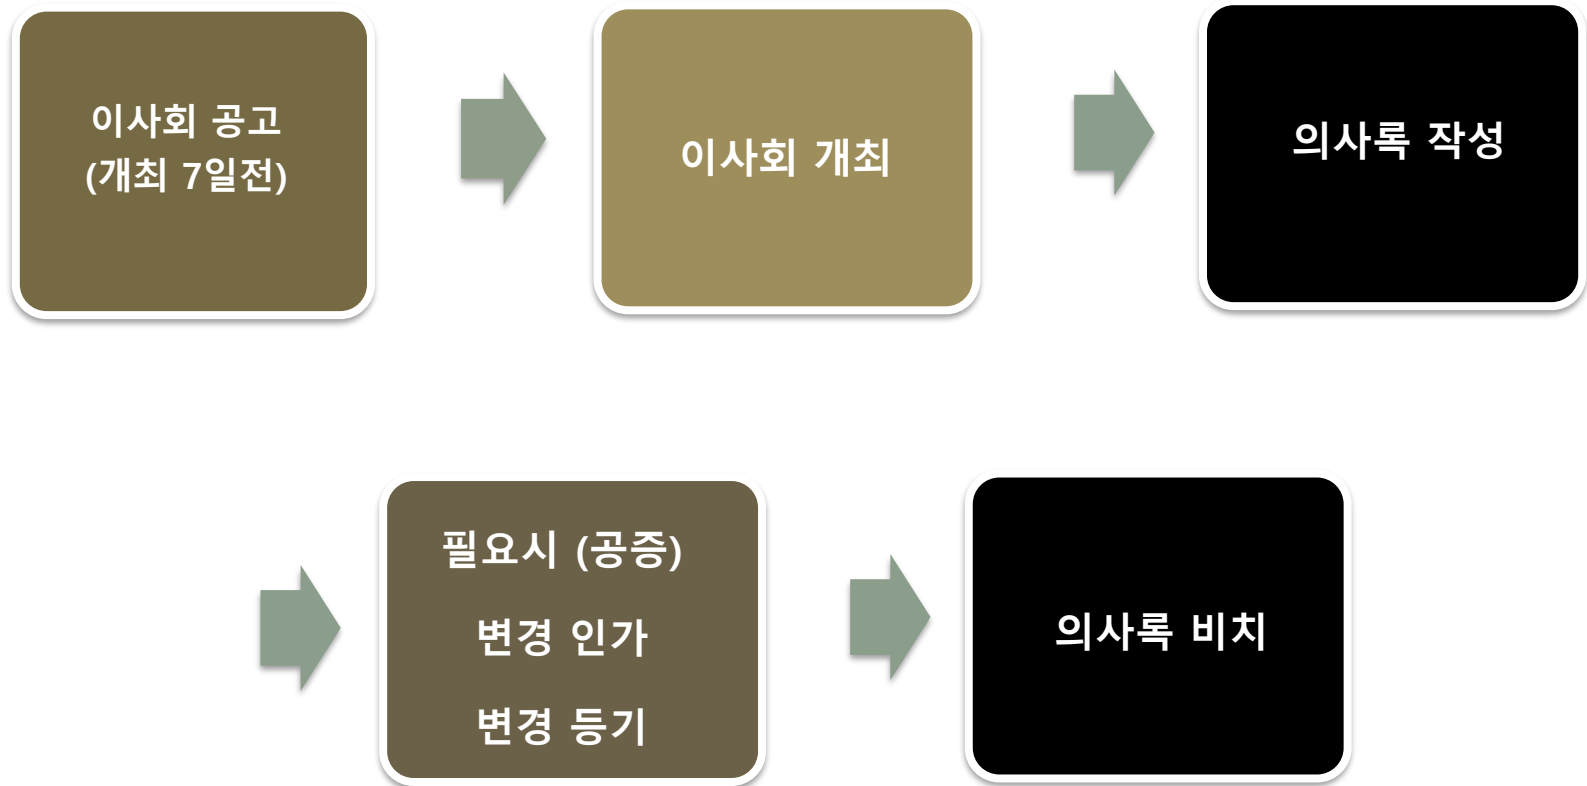 이사회 공고
(개최 7일전)
이사회 개최
의사록 작성
필요시 (공증)
변경 인가
변경 등기
의사록 비치